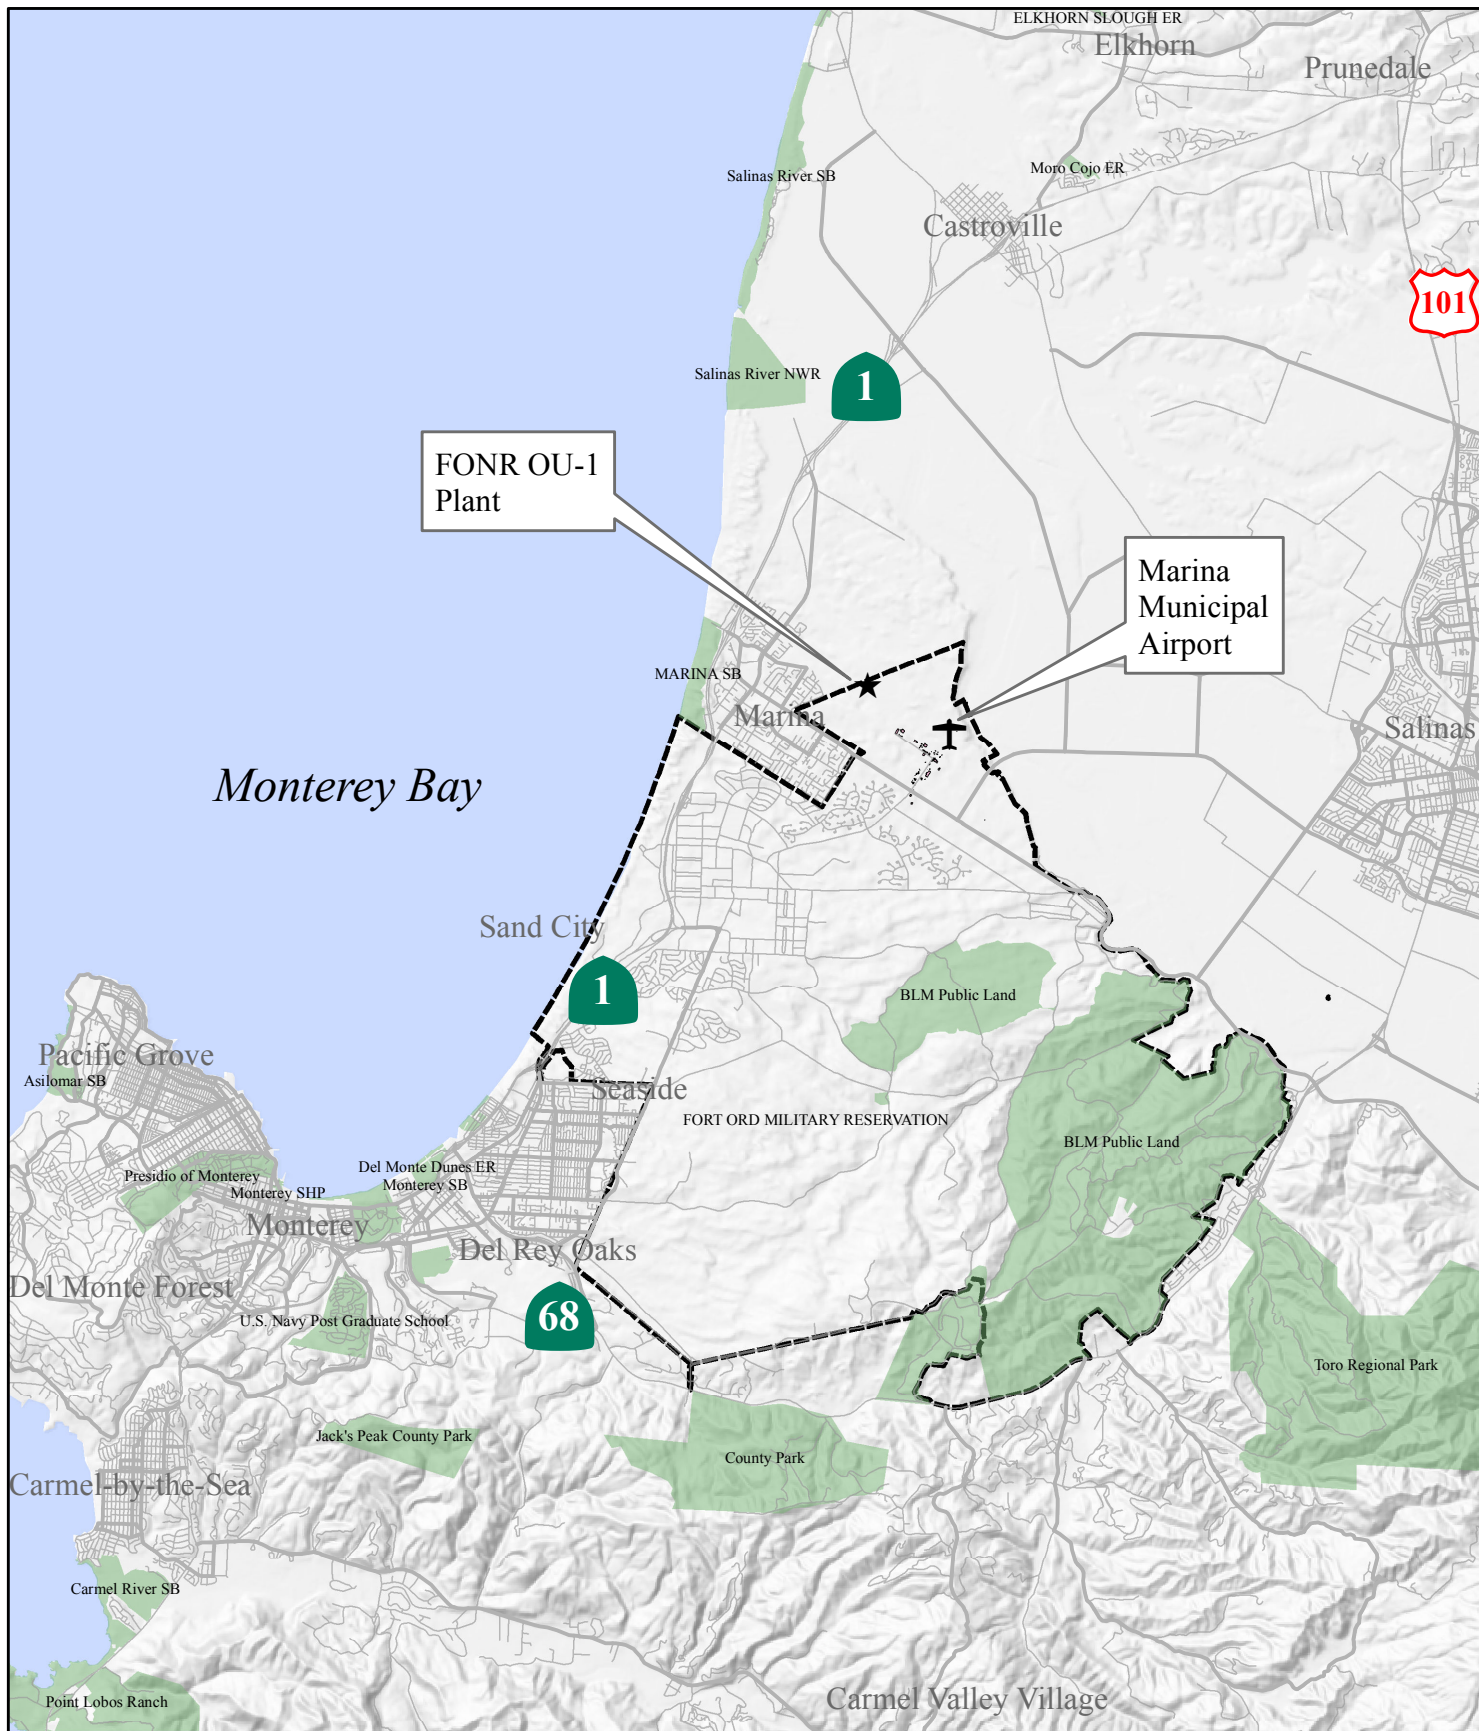 ELKHORN SLOUGH ER
Elkhorn
Prunedale
Moro Cojo ER
Salinas River SB
Castroville
101
Salinas River NWR
1
FONR OU-1
Plant
Marina
Municipal
Airport
MARINA SB
Marina
Salinas
Monterey Bay
Sand City
1
BLM Public Land
Pacific Grove
Asilomar SB
Seaside
FORT ORD MILITARY RESERVATION
BLM Public Land
Del Monte Dunes ER
Presidio of Monterey
Monterey SB
Monterey SHP
Monterey
Del Rey Oaks
Del Monte Forest
68
U.S. Navy Post Graduate School
Toro Regional Park
Jack's Peak County Park
County Park
Carmel-by-the-Sea
Carmel River SB
Point Lobos Ranch
Carmel Valley Village